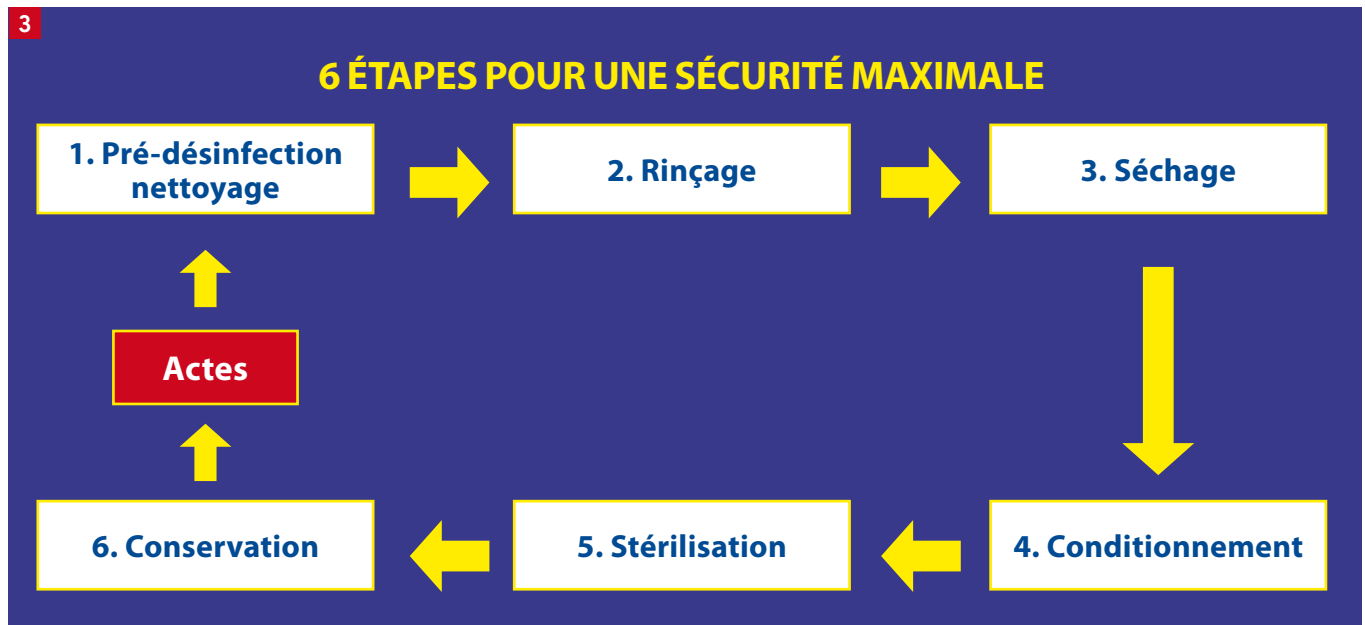 3
6 ÉTAPES POUR UNE SÉCURITÉ MAXIMALE
1. Pré-désinfection
nettoyage
2. Rinçage
3. Séchage
Actes
6. Conservation
5. Stérilisation
4. Conditionnement